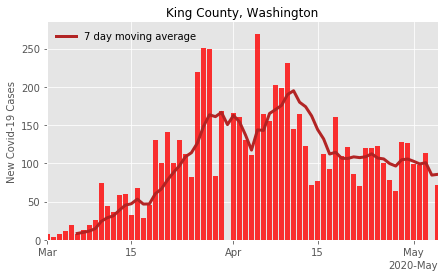 King County, Washington
7 day moving average
New Covid-19 Cases
250
200
150
100
50
0
Mar 15 Apr 15 May
2020-May